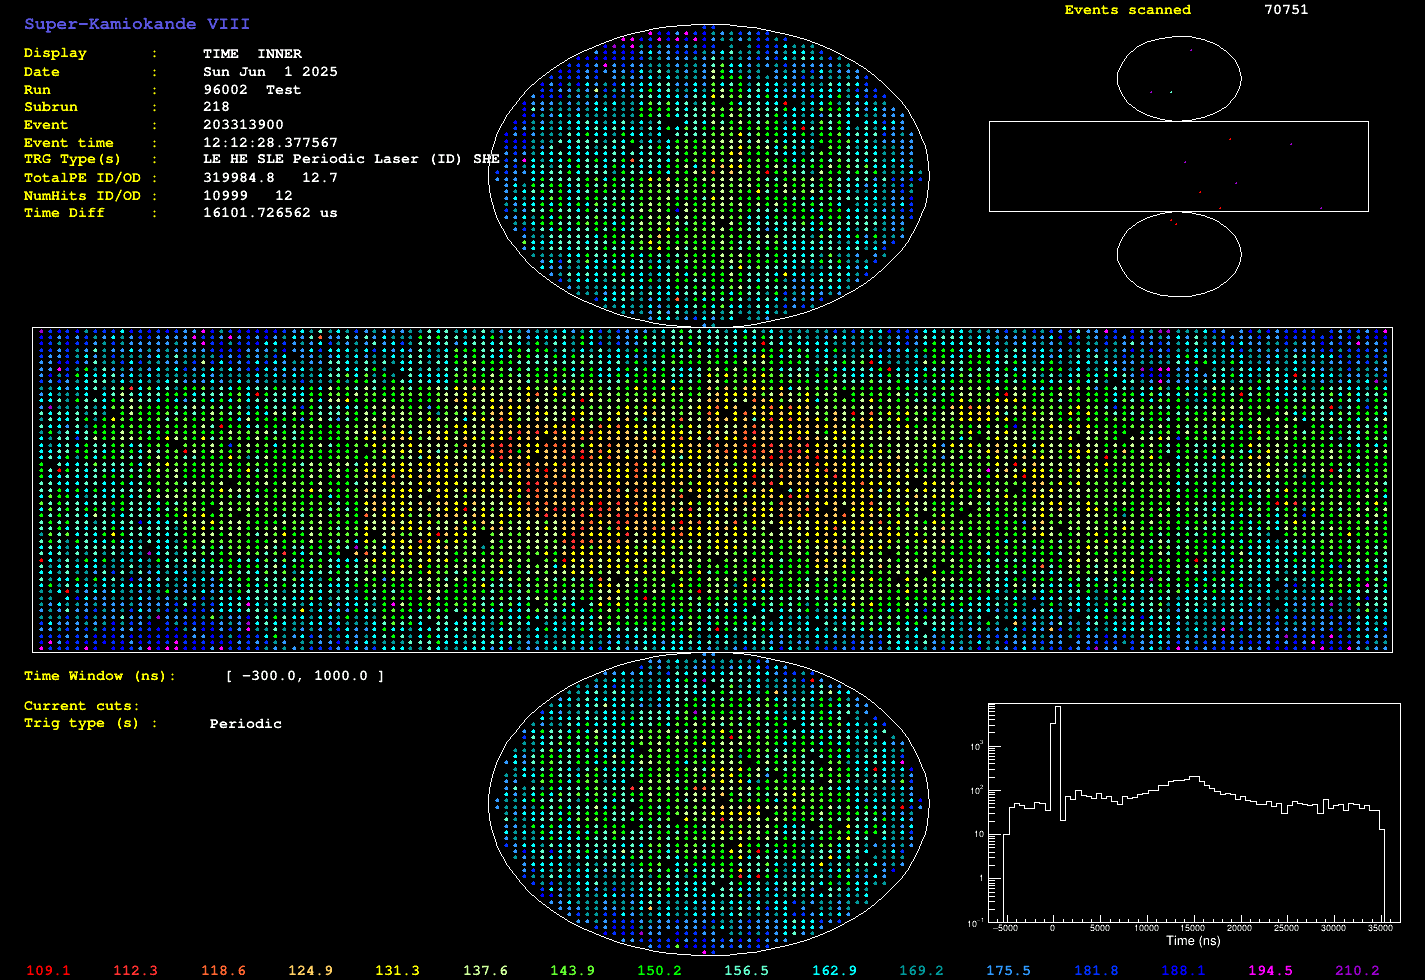 Super-Kamiokande VIII
Events scanned 70751
Display : TIME INNER
Date : Sun Jun 1 2025
Run : 96002 Test
Subrun : 218
Event : 203313900
Event time : 12:12:28.377567
TRG Type(s) : LE HE SLE Periodic Laser (ID) SHE
TotalPE ID/OD : 319984.8 12.7
NumHits ID/OD : 10999 12
Time Diff : 16101.726562 us
Time Window (ns): [ -300.0, 1000.0 ]
Current cuts:
Trig type (s) : Periodic
10³
10²
10
1
10⁻¹
-5000 0 5000 10000 15000 20000 25000 30000 35000
Time (ns)
109.1 112.3 118.6 124.9 131.3 137.6 143.9 150.2 156.5 162.9 169.2 175.5 181.8 188.1 194.5 210.2